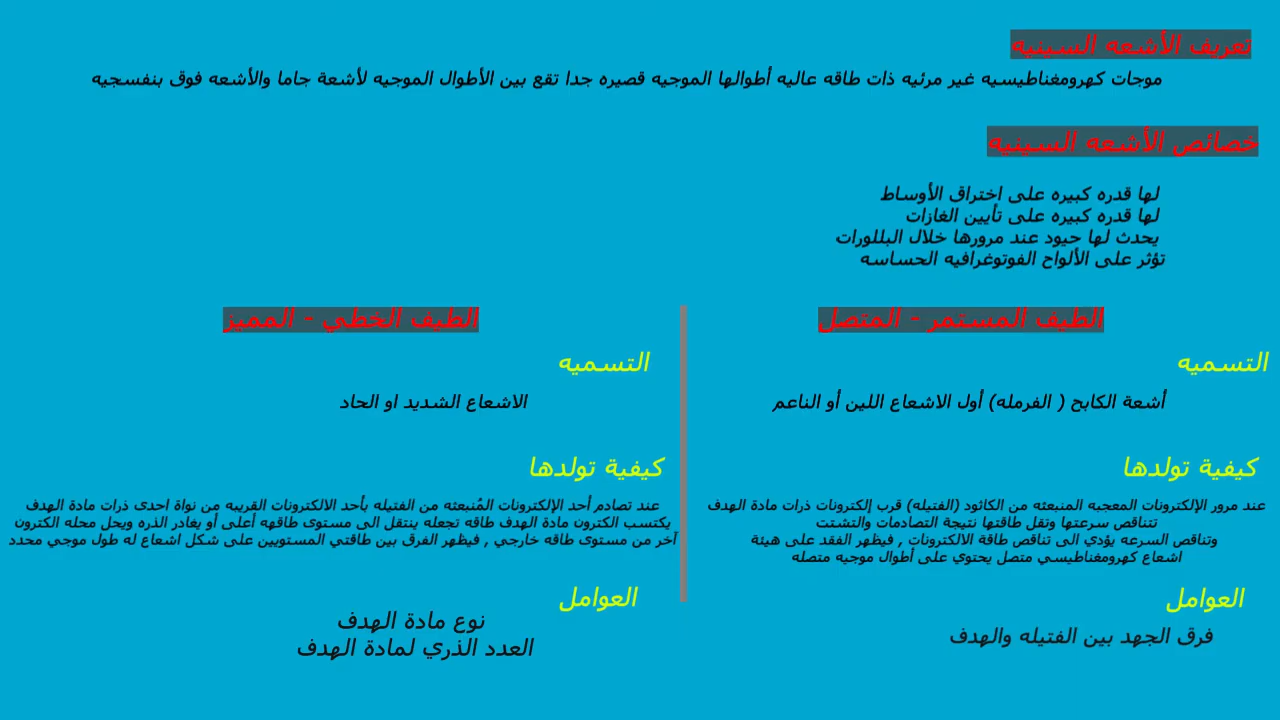 تعريف الأشعه السينيه
موجات كهرومغناطيسيه غير مرئيه ذات طاقه عاليه أطوالها الموجيه قصيره جدا تقع بين الأطوال الموجيه لأشعة جاما والأشعه فوق بنفسجيه
خصائص الأشعه السينيه
لها قدره كبيره على اختراق الأوساط
لها قدره كبيره على تأيين الغازات
يحدث لها حيود عند مرورها خلال البللورات
تؤثر على الألواح الفوتوغرافيه الحساسه
الطيف المستمر - المتصل
التسميه
أشعة الكابح ( الفرمله) أول الاشعاع اللين أو الناعم
كيفية تولدها
عند مرور الإلكترونات المعجبه المنبعثه من الكاثود (الفتيله) قرب إلكترونات ذرات مادة الهدف
تتناقص سرعتها وتقل طاقتها نتيجة التصادمات والتشتت
وتناقص السرعه يؤدي الى تناقص طاقة الالكترونات , فيظهر الفقد على هيئة
اشعاع كهرومغناطيسي متصل يحتوي على أطوال موجيه متصله
العوامل
فرق الجهد بين الفتيله والهدف
الطيف الخطي - المميز
التسميه
الاشعاع الشديد او الحاد
كيفية تولدها
عند تصادم أحد الإلكترونات المُنبعثه من الفتيله بأحد الالكترونات القريبه من نواة احدى ذرات مادة الهدف
يكتسب الكترون مادة الهدف طاقه تجعله ينتقل الى مستوى طاقهه أعلى أو يغادر الذره ويحل محله الكترون
آخر من مستوى طاقه خارجي , فيظهر الفرق بين طاقتي المستويين على شكل اشعاع له طول موجي محدد
العوامل
نوع مادة الهدف
العدد الذري لمادة الهدف